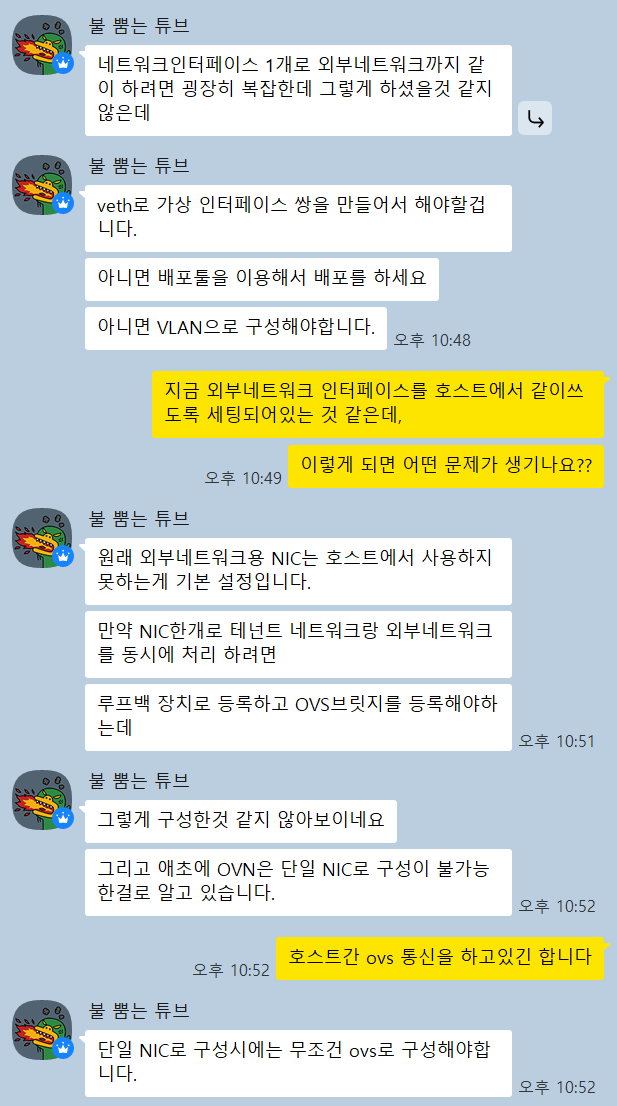 불 뿜는 튜브
네트워크인터페이스 1개로 외부네트워크까지 같
이 하려면 굉장히 복잡한데 그렇게 하셨을것 같지
않은데
불 뿜는 튜브
veth로 가상 인터페이스 쌍을 만들어서 해야할겁
니다.
아니면 배포툴을 이용해서 배포를 하세요
아니면 VLAN으로 구성해야합니다.
오후 10:48
지금 외부네트워크 인터페이스를 호스트에서 같이쓰
도록 세팅되어있는 것 같은데,
이렇게 되면 어떤 문제가 생기나요??
오후 10:49
불 뿜는 튜브
원래 외부네트워크용 NIC는 호스트에서 사용하지
못하는게 기본 설정입니다.
만약 NIC한개로 테넌트 네트워크랑 외부네트워크
를 동시에 처리 하려면
루프백 장치로 등록하고 OVS브릿지를 등록해야하
는데
오후 10:51
불 뿜는 튜브
그렇게 구성한것 같지 않아보이네요
그리고 애초에 OVN은 단일 NIC로 구성이 불가능
한걸로 알고 있습니다.
오후 10:52
호스트간 ovs 통신을 하고있긴 합니다
오후 10:52
불 뿜는 튜브
단일 NIC로 구성시에는 무조건 ovs로 구성해야합
니다.
오후 10:52